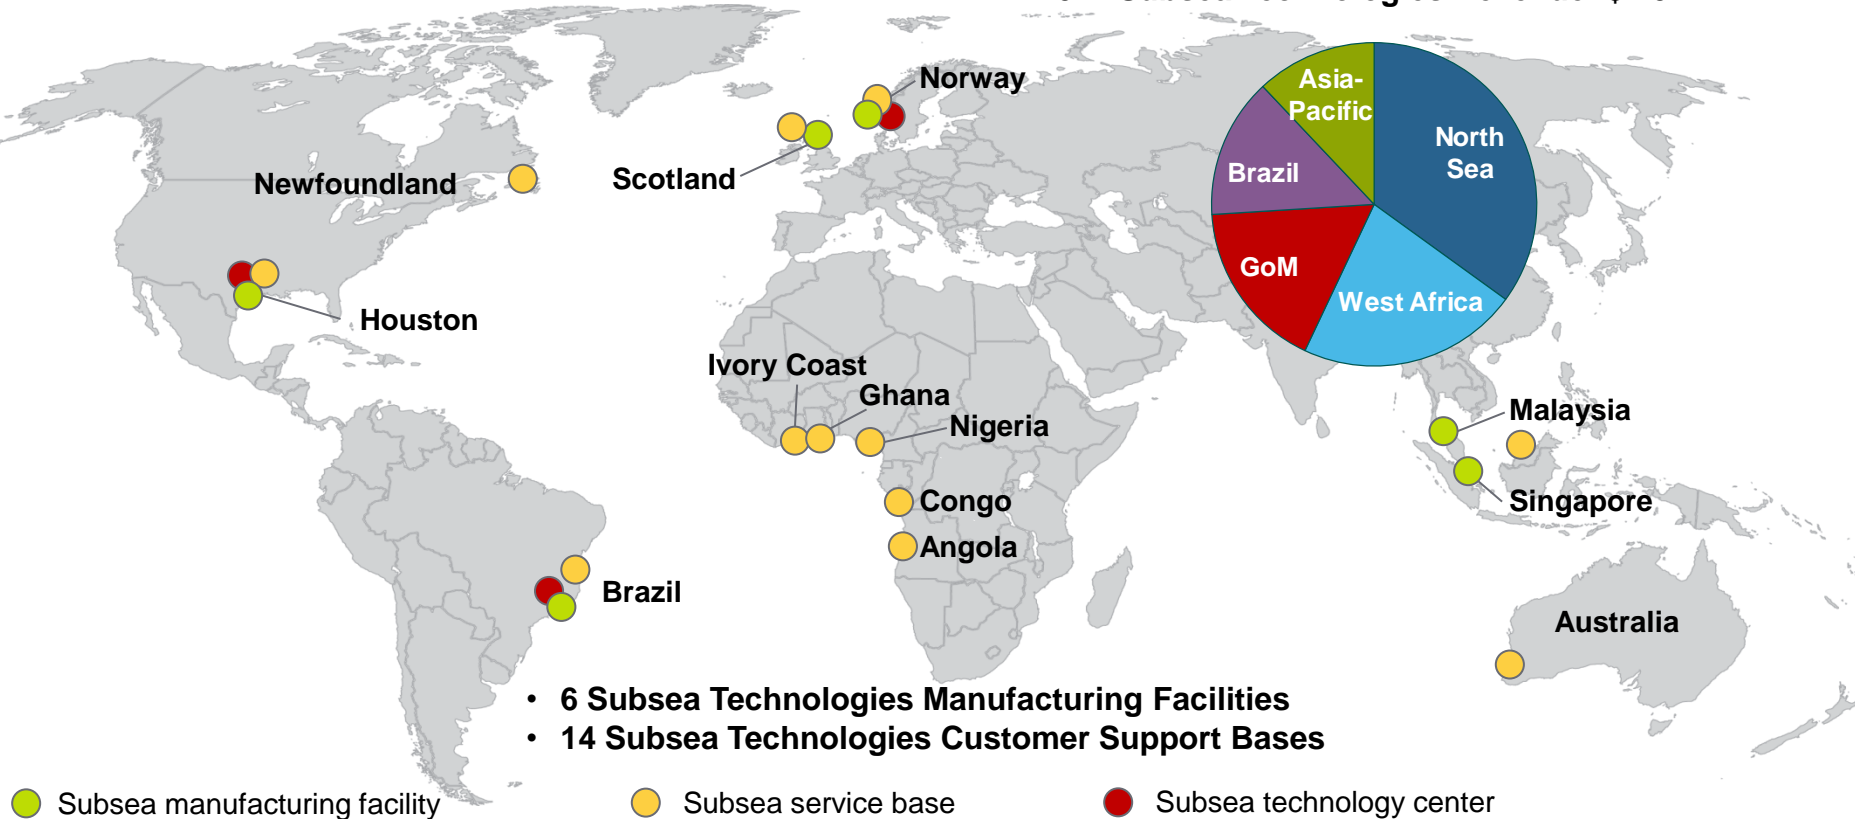 Norway
Scotland
Newfoundland
Houston
Asia-
Pacific
North
Sea
Brazil
GoM
West Africa
Ivory Coast
Ghana
Nigeria
Congo
Angola
Malaysia
Singapore
Brazil
Australia
• 6 Subsea Technologies Manufacturing Facilities
• 14 Subsea Technologies Customer Support Bases
Subsea manufacturing facility
Subsea service base
Subsea technology center